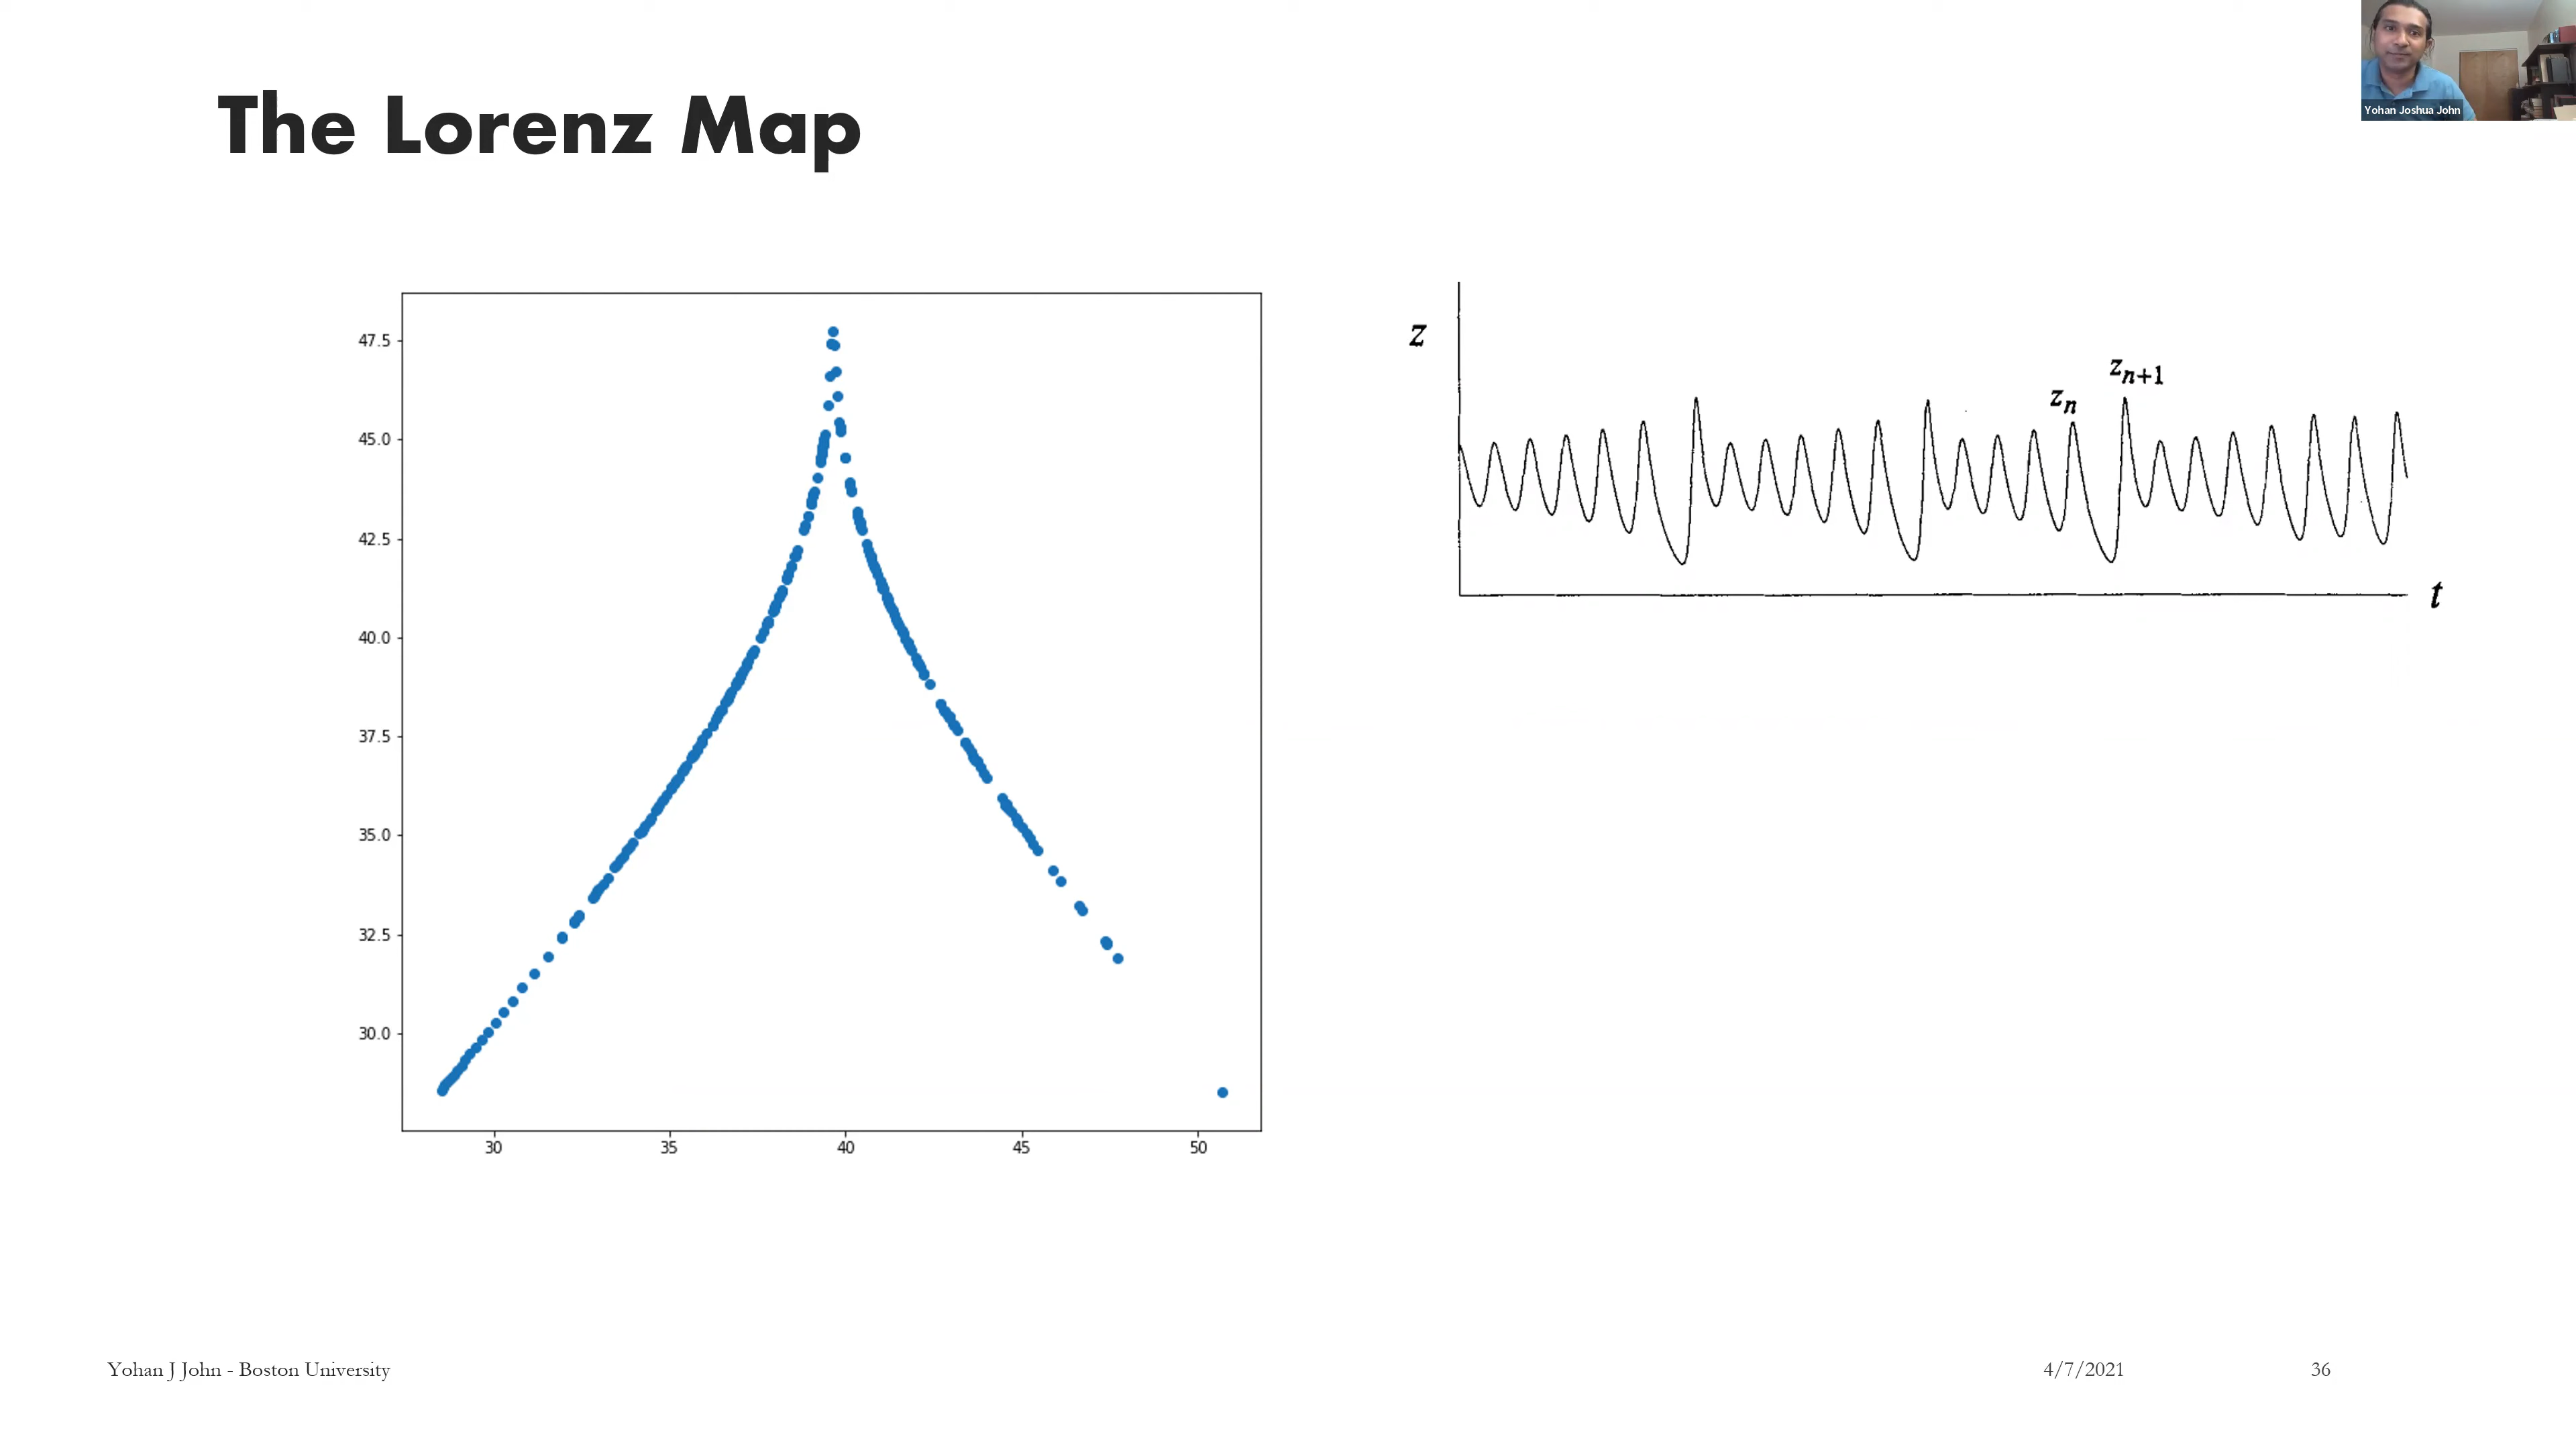 The Lorenz Map
Yohan Joshua John
47.5
45.0
42.5
40.0
37.5
35.0
32.5
30.0
30 35 40 45 50
z
z_n
z_{n+1}
t
Yohan J John - Boston University
4/7/2021
36